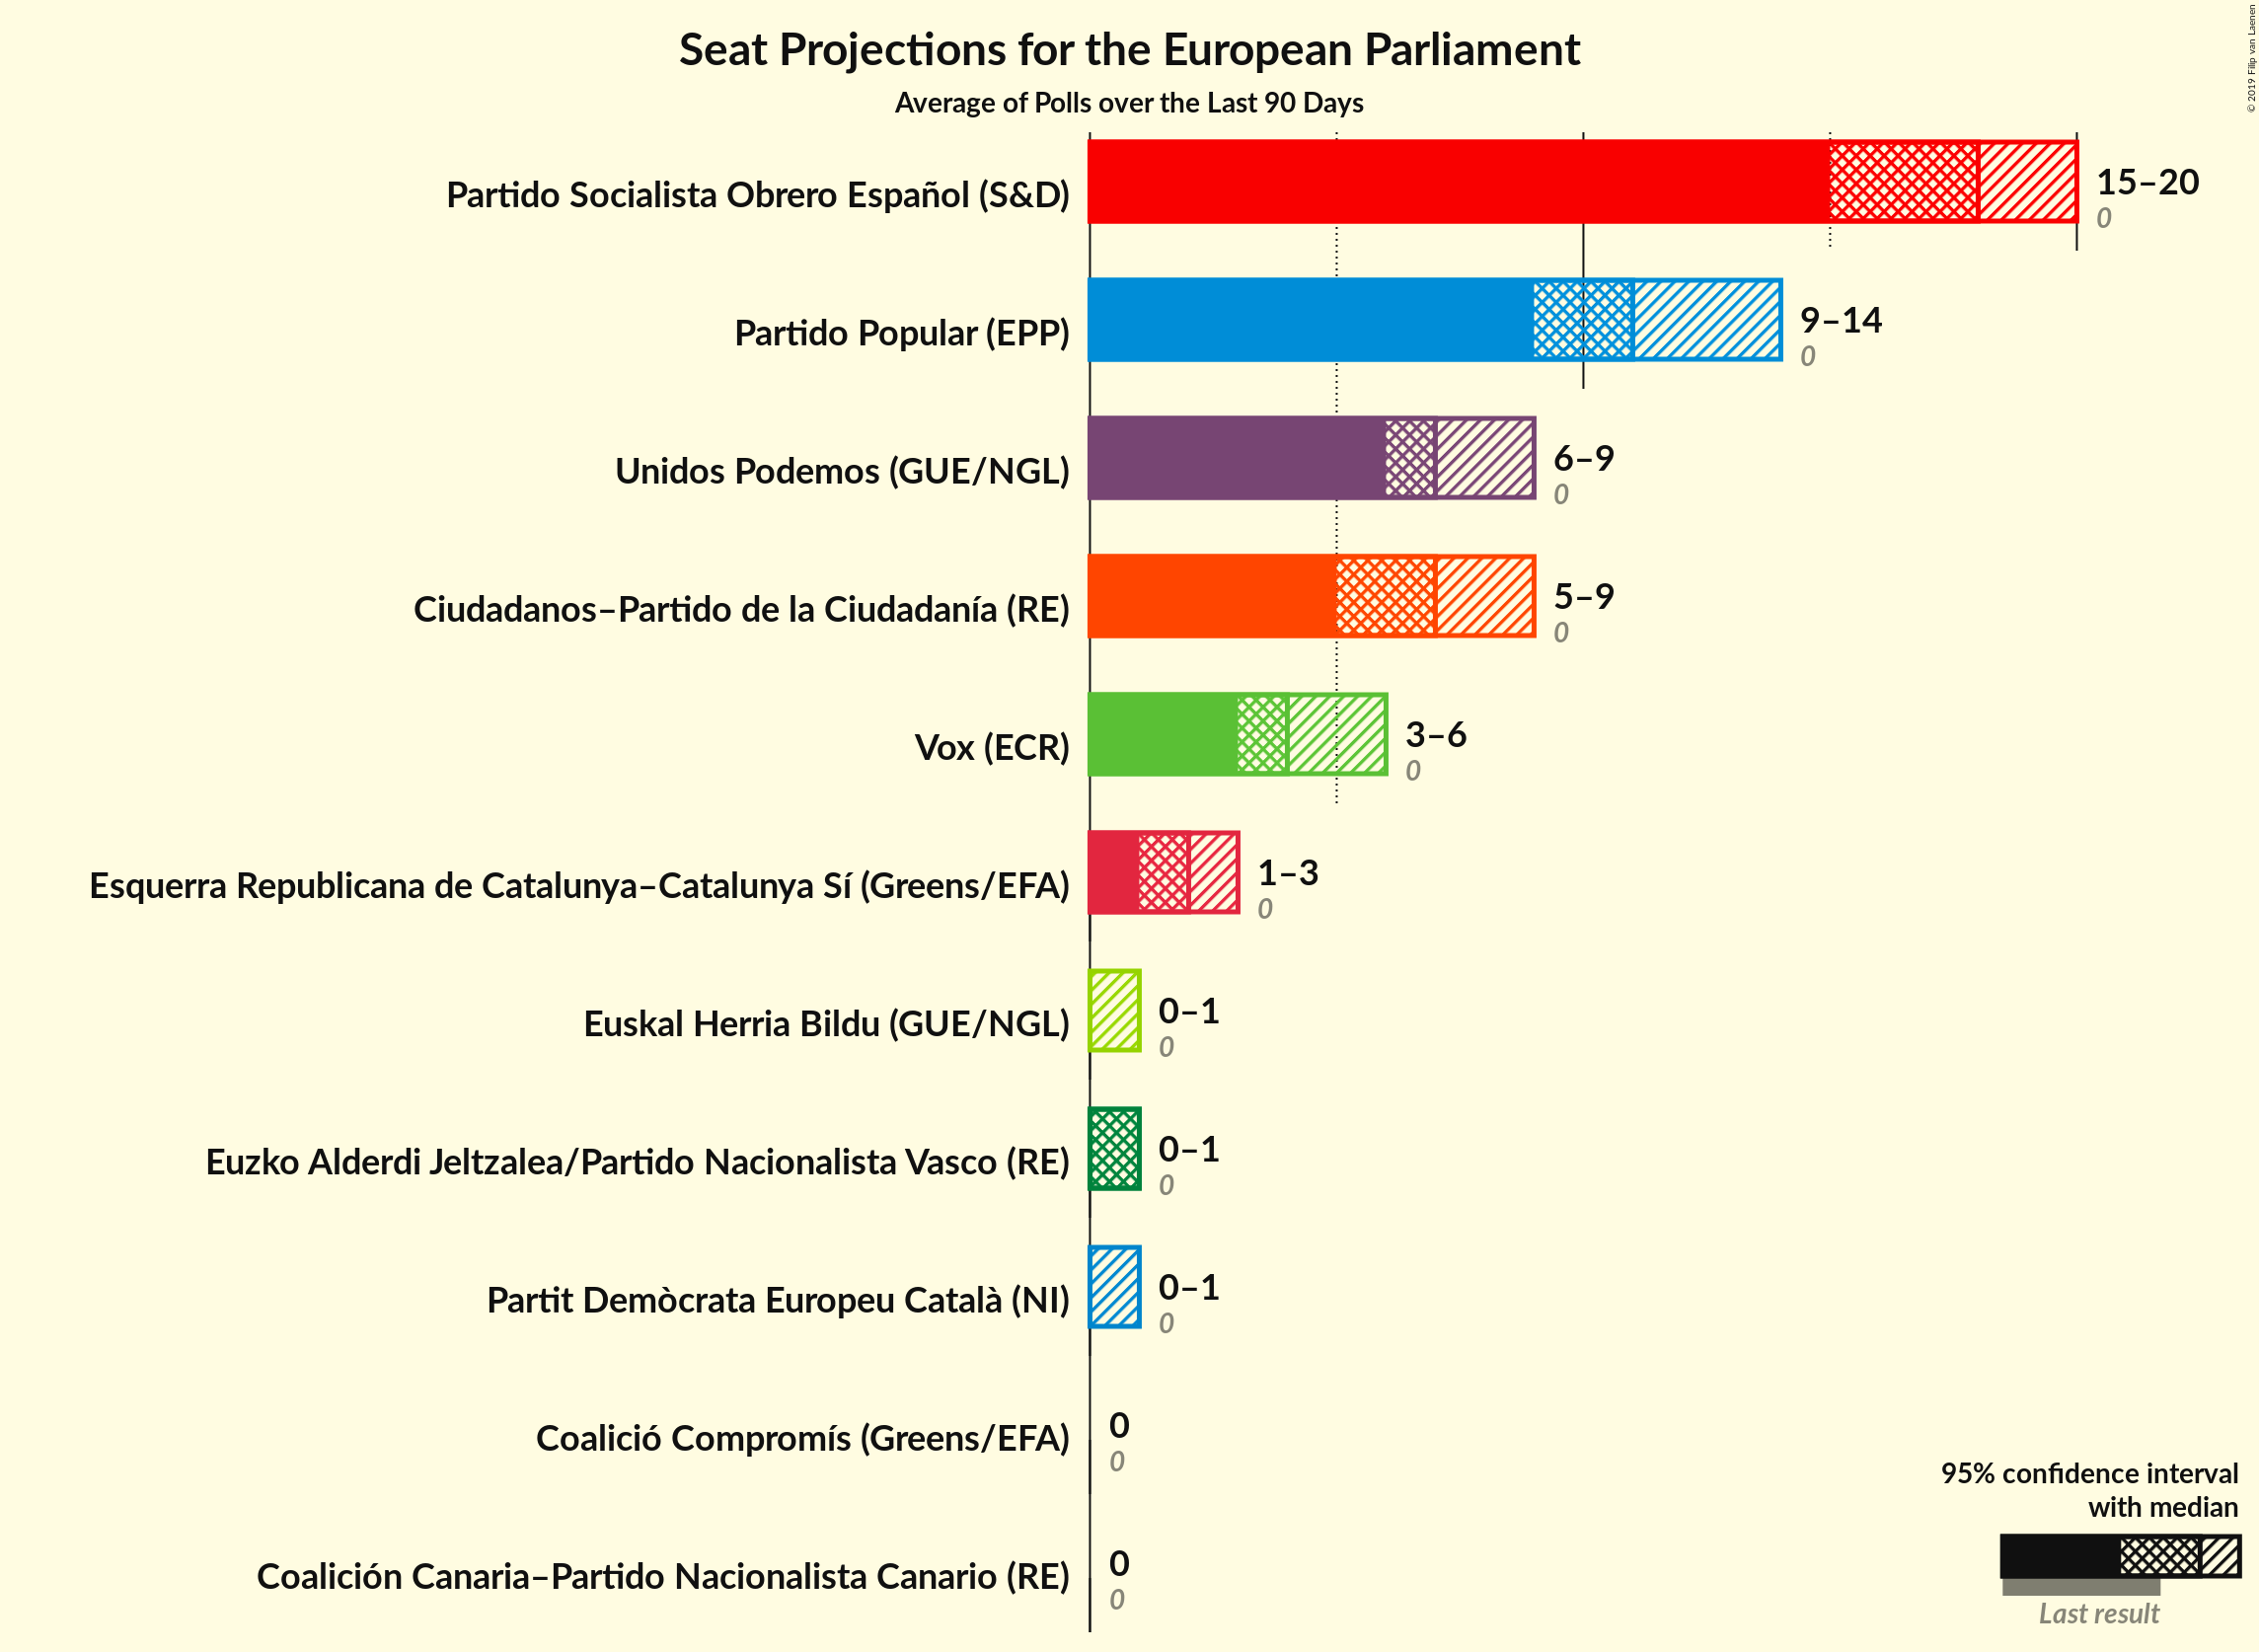 Seat Projections for the European Parliament
Average of Polls over the Last 90 Days
© 2019 Filip van Laenen
Partido Socialista Obrero Español (S&D)
15–20
0
Partido Popular (EPP)
9–14
0
Unidos Podemos (GUE/NGL)
6–9
0
Ciudadanos–Partido de la Ciudadanía (RE)
5–9
0
Vox (ECR)
3–6
0
Esquerra Republicana de Catalunya–Catalunya Sí (Greens/EFA)
1–3
0
Euskal Herria Bildu (GUE/NGL)
0–1
0
Euzko Alderdi Jeltzalea/Partido Nacionalista Vasco (RE)
0–1
0
Partit Demòcrata Europeu Català (NI)
0–1
0
Coalició Compromís (Greens/EFA)
0
0
Coalición Canaria–Partido Nacionalista Canario (RE)
0
0
95% confidence interval
with median
Last result